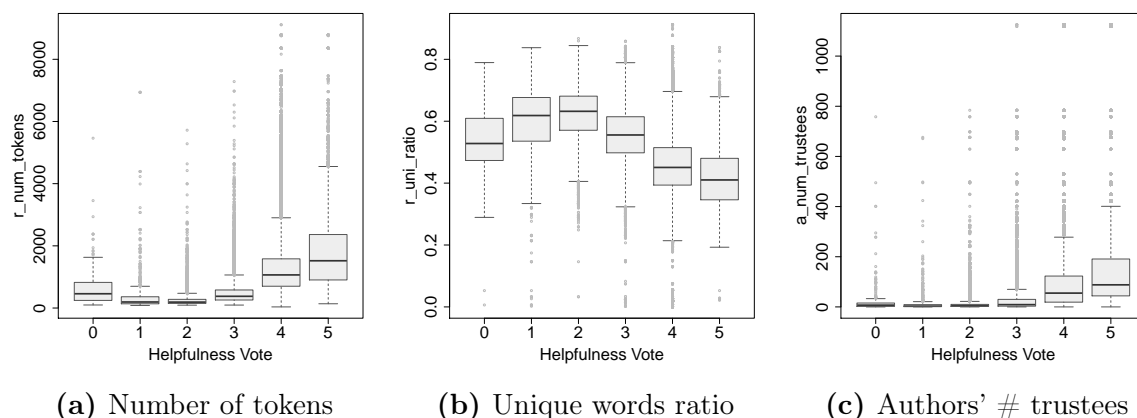 8000
6000
4000
2000
0
r_num_tokens
0 1 2 3 4 5
Helpfulness Vote
(a) Number of tokens
0.8
0.6
0.4
0.2
0.0
r_uni_ratio
0 1 2 3 4 5
Helpfulness Vote
(b) Unique words ratio
1000
800
600
400
200
0
a_num_trustees
0 1 2 3 4 5
Helpfulness Vote
(c) Authors' # trustees